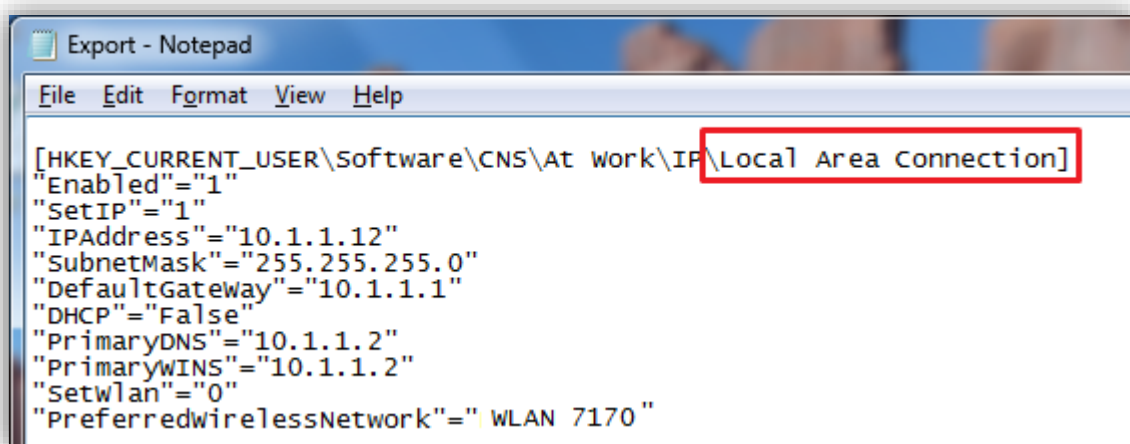 Export - Notepad
File Edit Format View Help
[HKEY_CURRENT_USER\Software\CNS\At Work\IP\Local Area Connection]
"Enabled"="1"
"SetIP"="1"
"IPAddress"="10.1.1.12"
"SubnetMask"="255.255.255.0"
"DefaultGateWay"="10.1.1.1"
"DHCP"="False"
"PrimaryDNS"="10.1.1.2"
"PrimaryWINS"="10.1.1.2"
"SetWlan"="0"
"PreferredWirelessNetwork"=" WLAN 7170 "